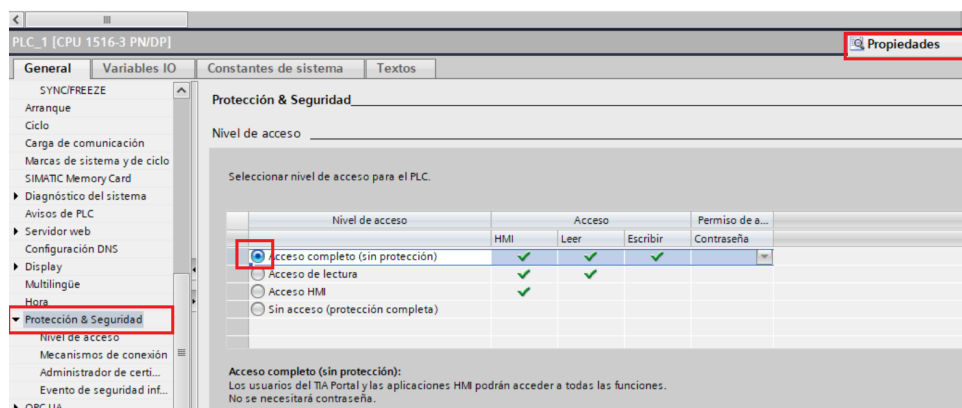 PLC_1 [CPU 1516-3 PN/DP]
Propiedades
General Variables IO Constantes de sistema Textos
SYNC/FREEZE
Arranque
Ciclo
Carga de comunicación
Marcas de sistema y de ciclo
SIMATIC Memory Card
Diagnóstico del sistema
Avisos de PLC
Servidor web
Configuración DNS
Display
Multilingüe
Hora
Protección & Seguridad
Nivel de acceso
Mecanismos de conexión
Administrador de certi...
Evento de seguridad inf...
OPC UA
Protección & Seguridad
Nivel de acceso
Seleccionar nivel de acceso para el PLC.
Nivel de acceso Acceso Permiso de a...
HMI Leer Escribir Contraseña
Acceso completo (sin protección)
Acceso de lectura
Acceso HMI
Sin acceso (protección completa)
Acceso completo (sin protección):
Los usuarios del TIA Portal y las aplicaciones HMI podrán acceder a todas las funciones.
No se necesitará contraseña.